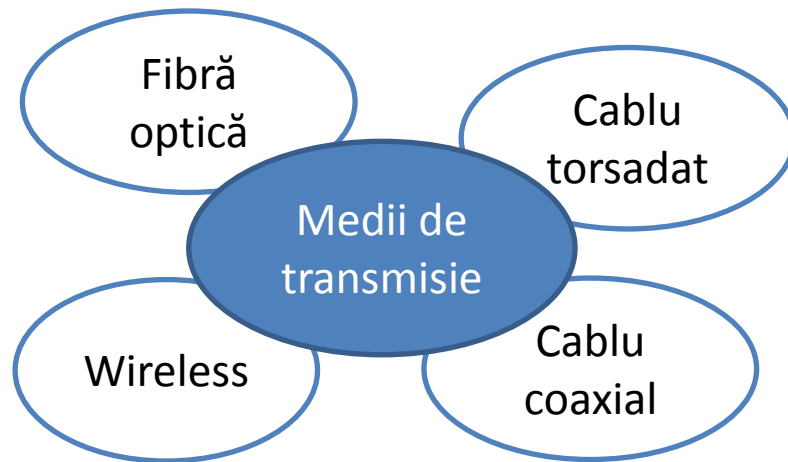 Fibră
optică
Cablu
torsadat
Medii de
transmisie
Wireless
Cablu
coaxial